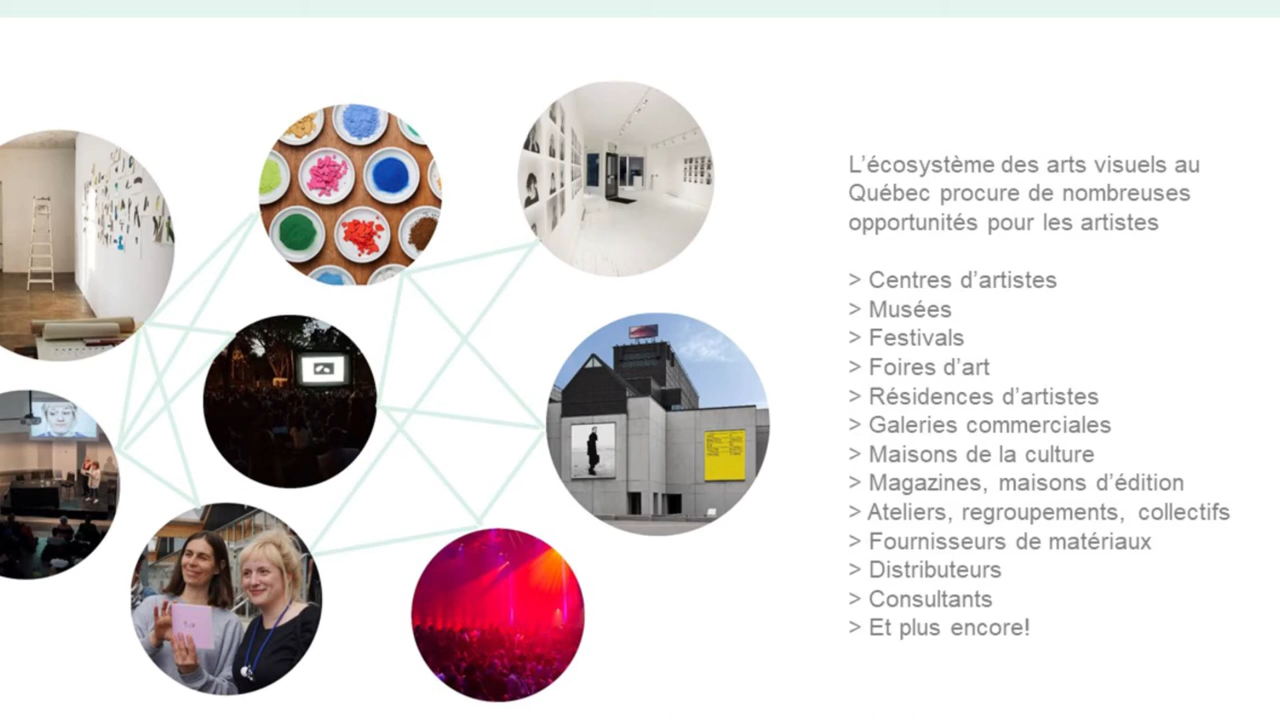 L'écosystème des arts visuels au
Québec procure de nombreuses
opportunités pour les artistes
> Centres d'artistes
> Musées
> Festivals
> Foires d'art
> Résidences d'artistes
> Galeries commerciales
> Maisons de la culture
> Magazines, maisons d'édition
> Ateliers, regroupements, collectifs
> Fournisseurs de matériaux
> Distributeurs
> Consultants
> Et plus encore!